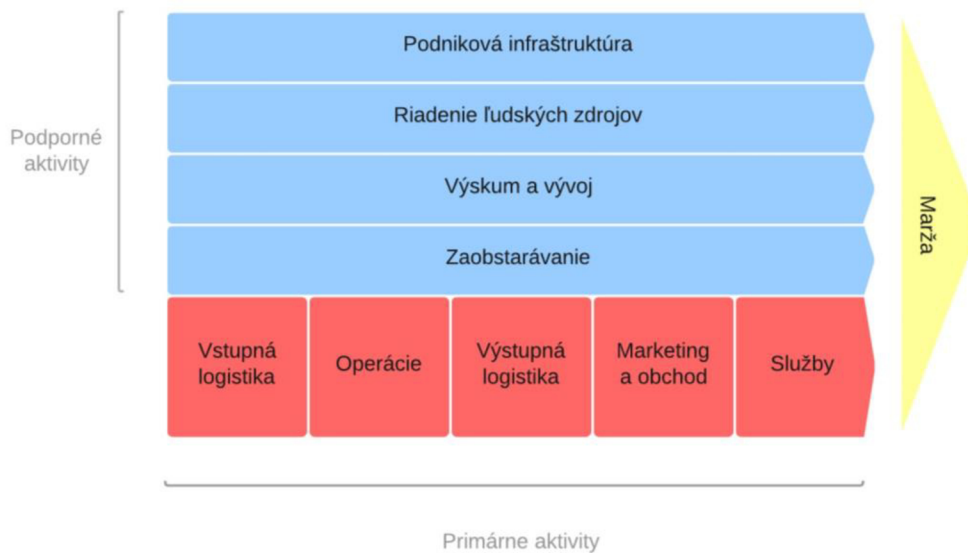 Podniková infraštruktúra
Riadenie ľudských zdrojov
Podporné
aktivity
Výskum a vývoj
Zaobstarávanie
Marža
Vstupná
logistika
Operácie
Výstupná
logistika
Marketing
a obchod
Služby
Primárne aktivity